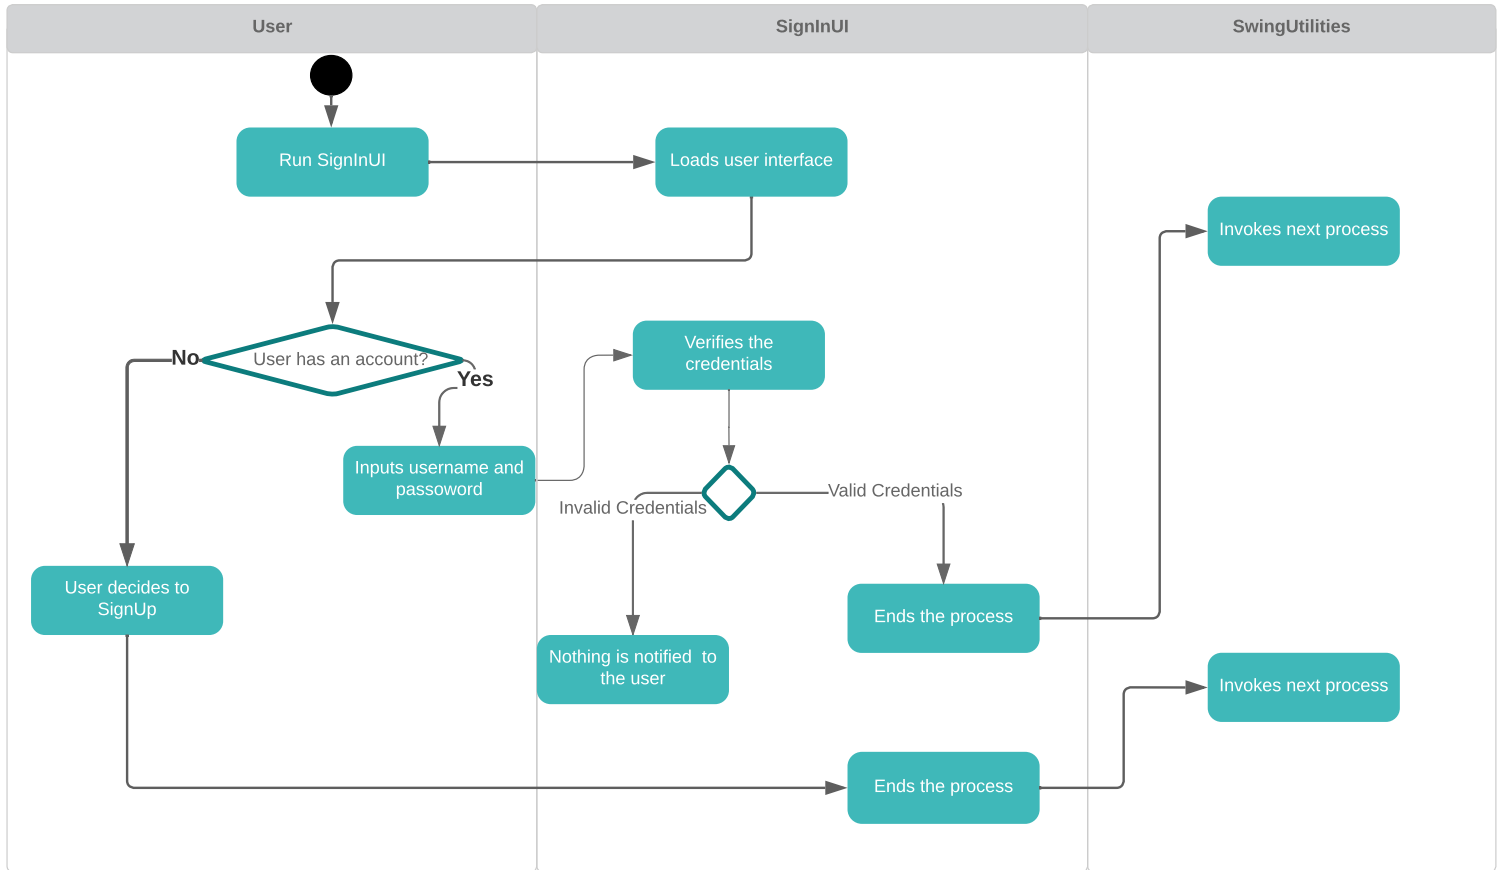 User
SignInUI
SwingUtilities
Run SignInUI
Loads user interface
Invokes next process
User has an account?
No
Yes
Verifies the
credentials
Inputs username and
passoword
Invalid Credentials
Valid Credentials
User decides to
SignUp
Ends the process
Nothing is notified  to
the user
Invokes next process
Ends the process